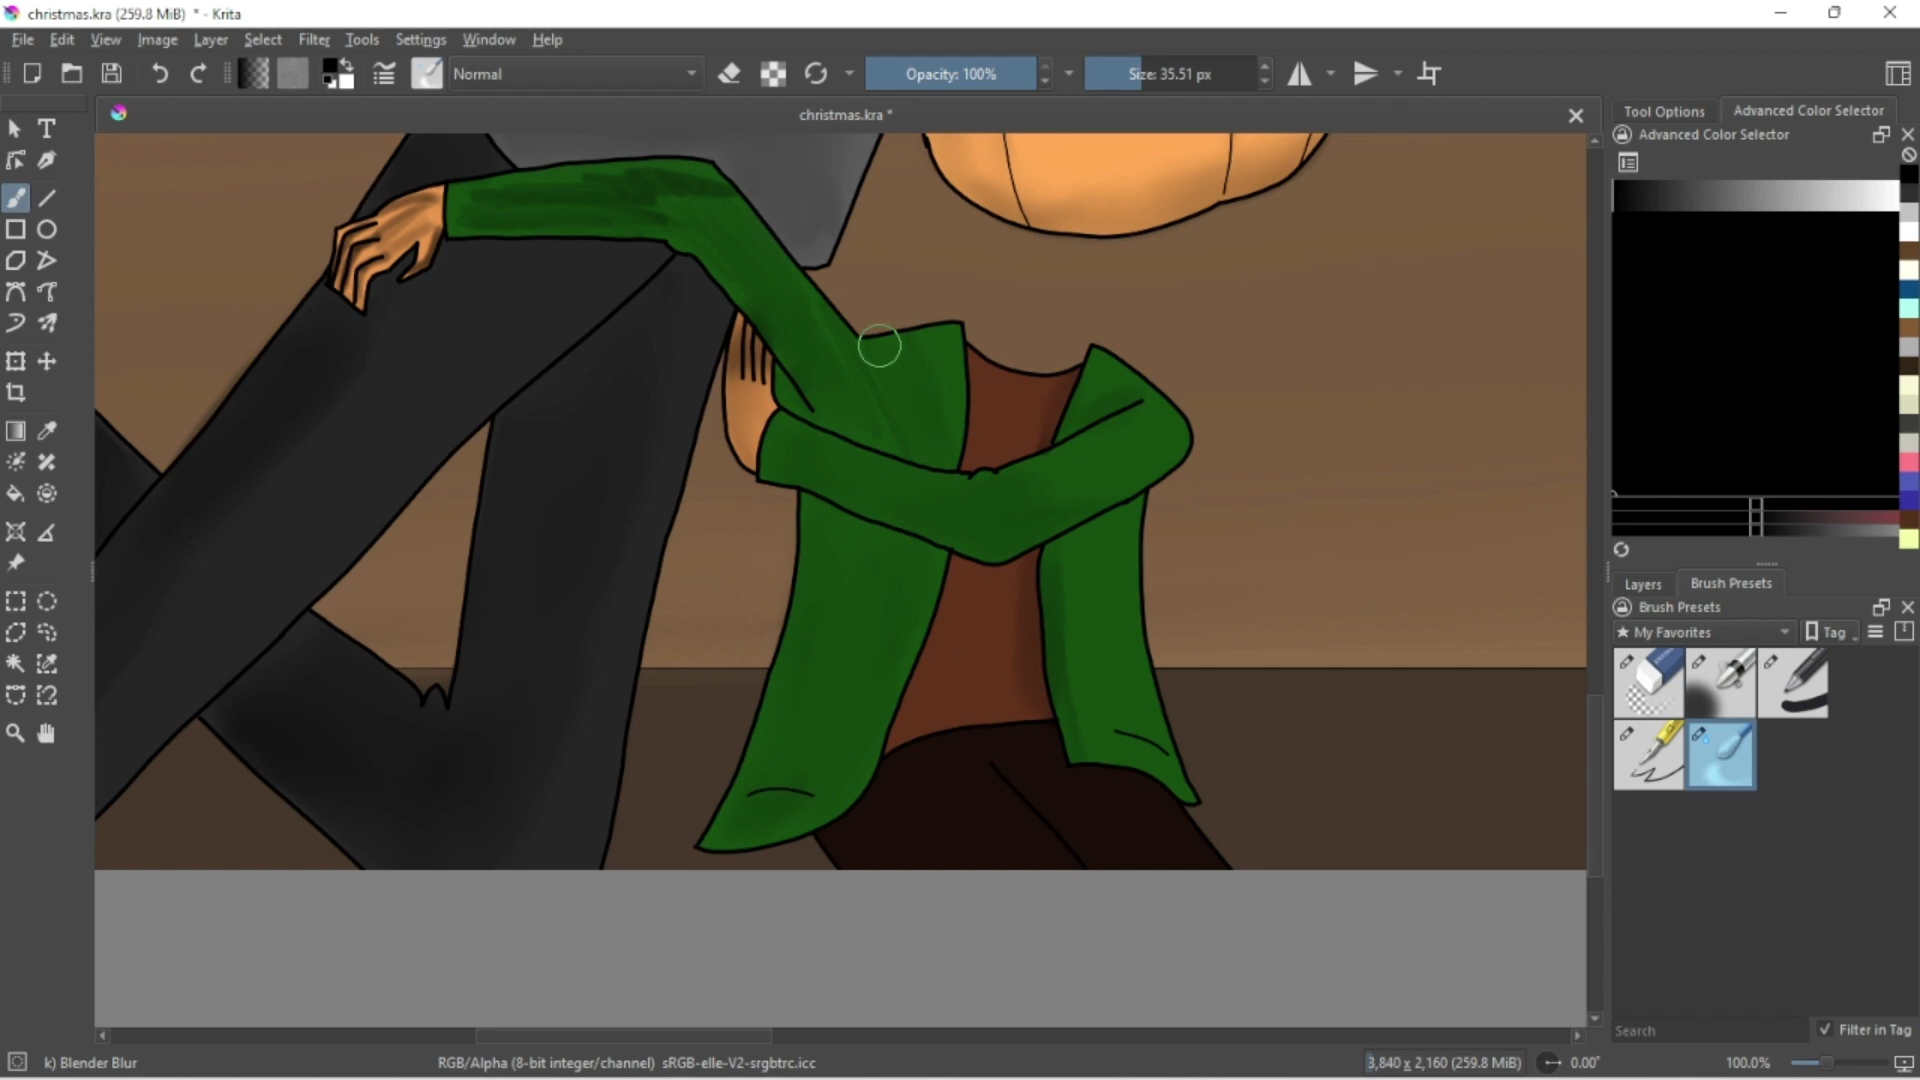 christmas.kra (259.8 MiB) * - Krita
File Edit View Image Layer Select Filter Tools Settings Window Help
Normal Opacity: 100% Size: 35.51 px
christmas.kra *
Tool Options Advanced Color Selector
Advanced Color Selector
Layers Brush Presets
Brush Presets
★ My Favorites Tag
Search Filter in Tag
k) Blender Blur RGB/Alpha (8-bit integer/channel) sRGB-elle-V2-srgbtrc.icc 3,840 x 2,160 (259.8 MiB) 0.00° 100.0%